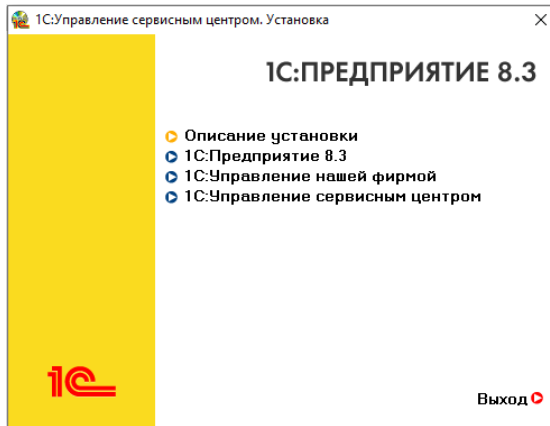 1С:Управление сервисным центром. Установка
1С:ПРЕДПРИЯТИЕ 8.3
Описание установки
1С:Предприятие 8.3
1С:Управление нашей фирмой
1С:Управление сервисным центром
1С
Выход